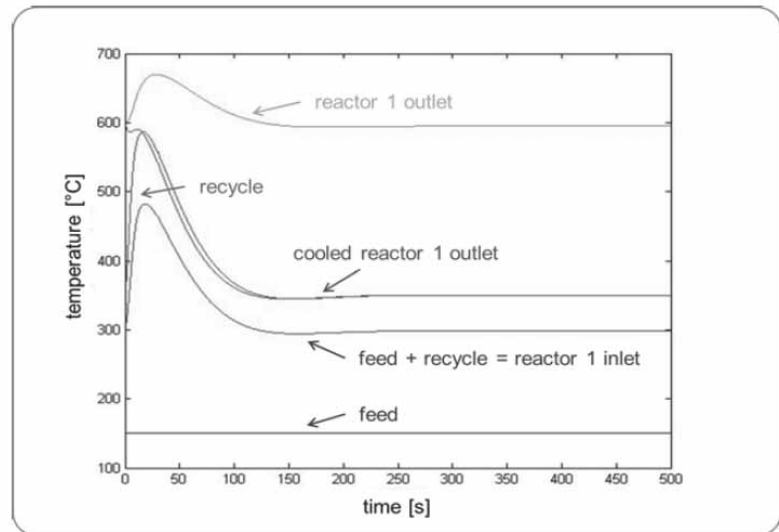 700
600
500
400
300
200
100
temperature [°C]
reactor 1 outlet
recycle
cooled reactor 1 outlet
feed + recycle = reactor 1 inlet
feed
0
50
100
150
200
250
300
350
400
450
500
time [s]